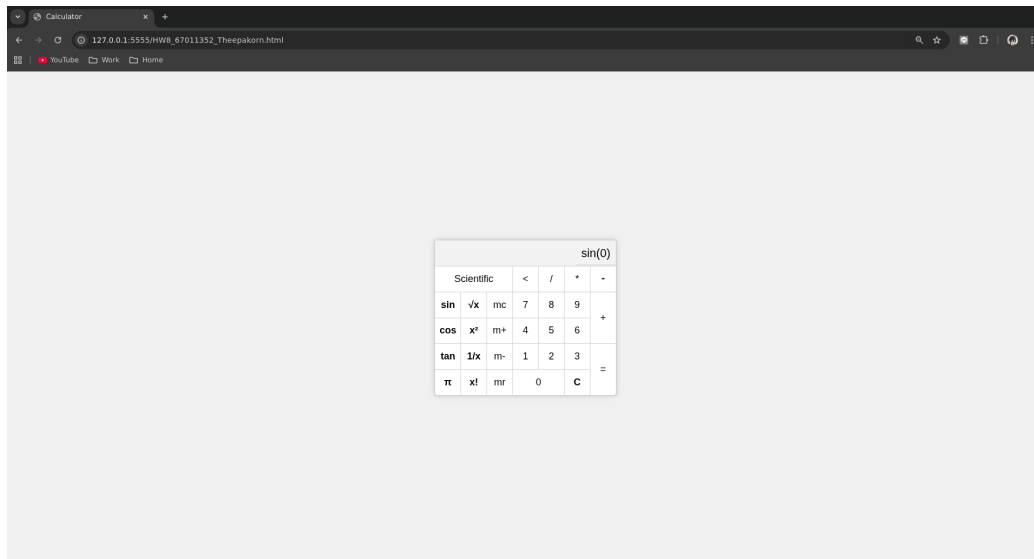 Calculator
127.0.0.1:5555/HW8_67011352_Theepakorn.html
YouTube Work Home
sin(0)
Scientific < / * -
sin √x mc 7 8 9 +
cos x² m+ 4 5 6
tan 1/x m- 1 2 3 =
π x! mr 0 C